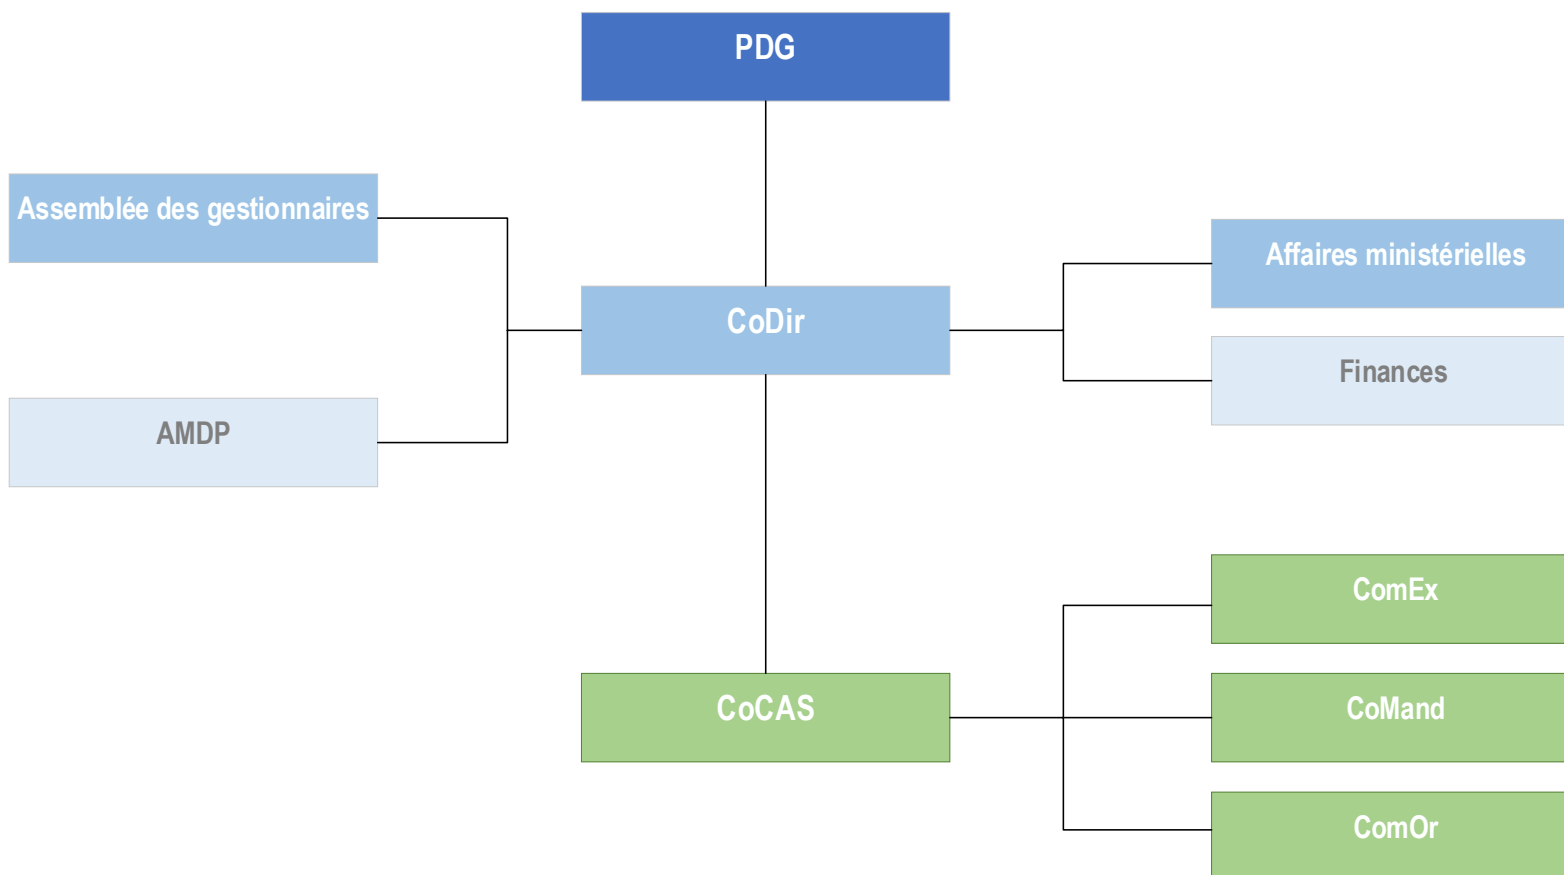 PDG
Assemblée des gestionnaires
Affaires ministérielles
CoDir
Finances
AMDP
ComEx
CoCAS
CoMand
ComOr